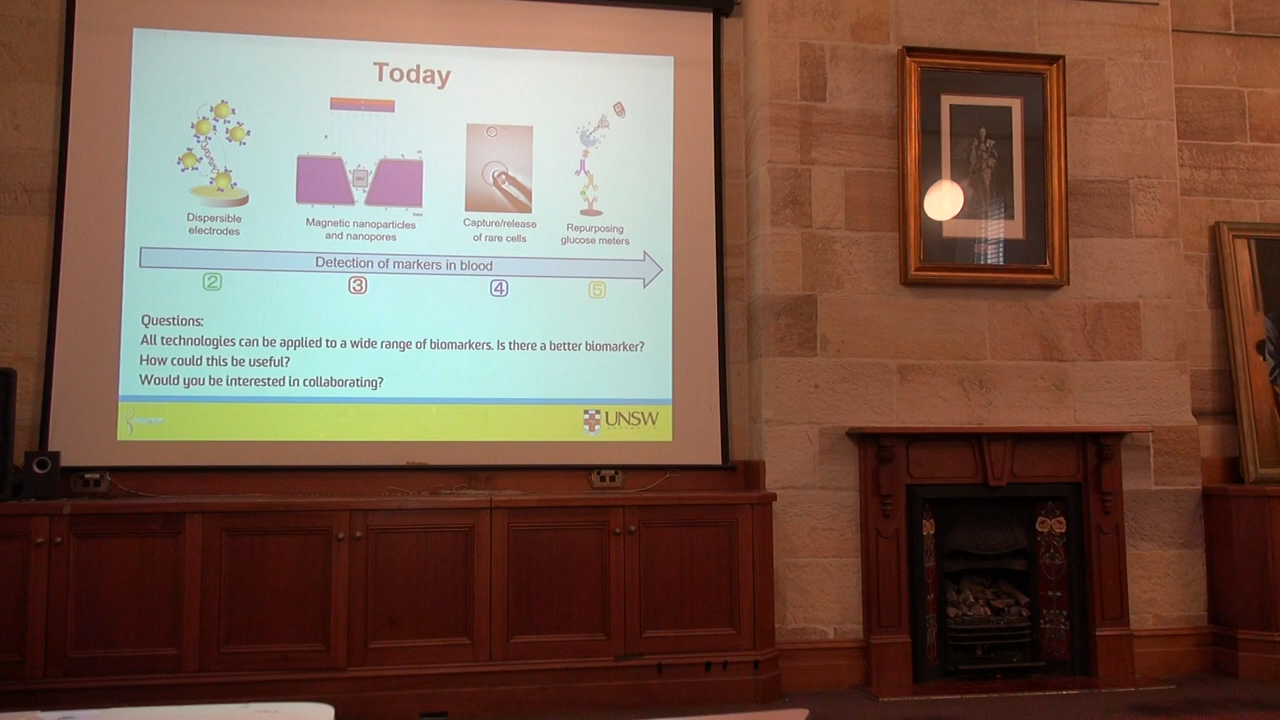 Today
Dispersible
electrodes
Magnetic nanoparticles
and nanopores
Capture/release
of rare cells
Repurposing
glucose meters
Detection of markers in blood
2
3
4
5
Questions:
All technologies can be applied to a wide range of biomarkers. Is there a better biomarker?
How could this be useful?
Would you be interested in collaborating?
UNSW